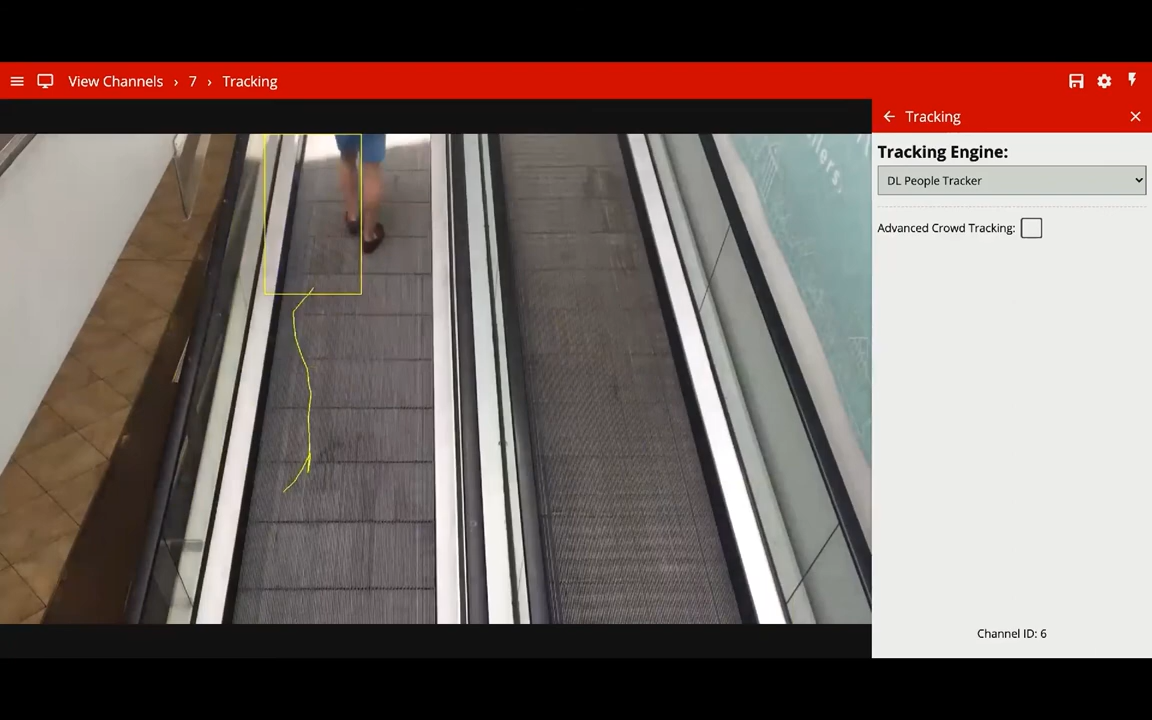 View Channels › 7 › Tracking
Tracking
Tracking Engine:
DL People Tracker
Advanced Crowd Tracking:
Channel ID: 6